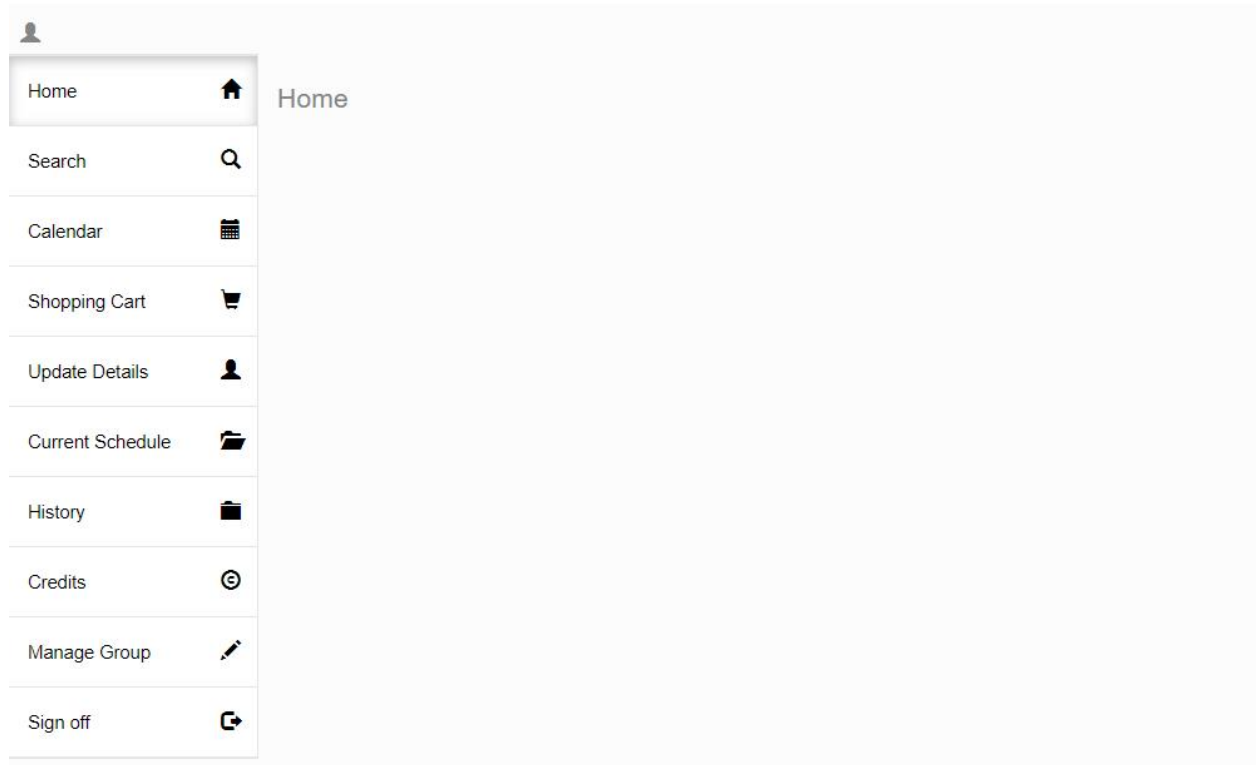 Home
Home
Search
Calendar
Shopping Cart
Update Details
Current Schedule
History
Credits
Manage Group
Sign off